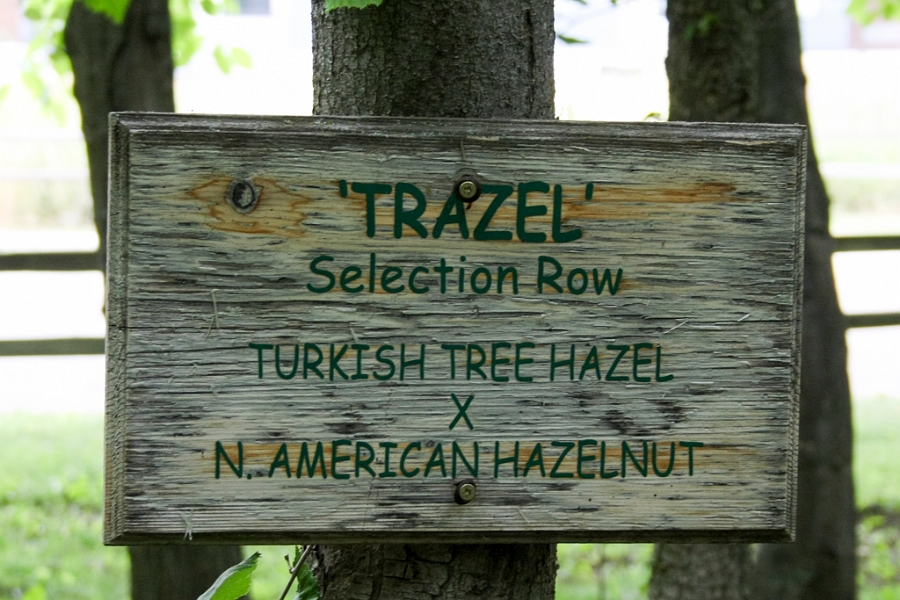 'TRAZEL'
Selection Row
TURKISH TREE HAZEL
X
N. AMERICAN HAZELNUT